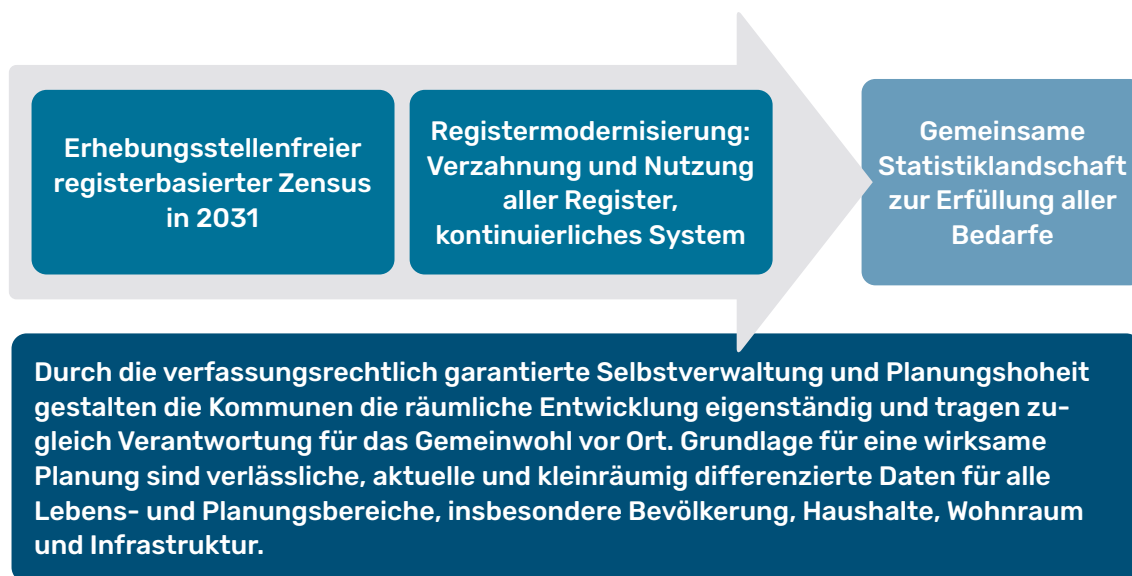 Erhebungsstellenfreier
registerbasierter Zensus
in 2031
Registermodernisierung:
Verzahnung und Nutzung
aller Register,
kontinuierliches System
Gemeinsame
Statistiklandschaft
zur Erfüllung aller
Bedarfe
Durch die verfassungsrechtlich garantierte Selbstverwaltung und Planungshoheit
gestalten die Kommunen die räumliche Entwicklung eigenständig und tragen zu-
gleich Verantwortung für das Gemeinwohl vor Ort. Grundlage für eine wirksame
Planung sind verlässliche, aktuelle und kleinräumig differenzierte Daten für alle
Lebens- und Planungsbereiche, insbesondere Bevölkerung, Haushalte, Wohnraum
und Infrastruktur.